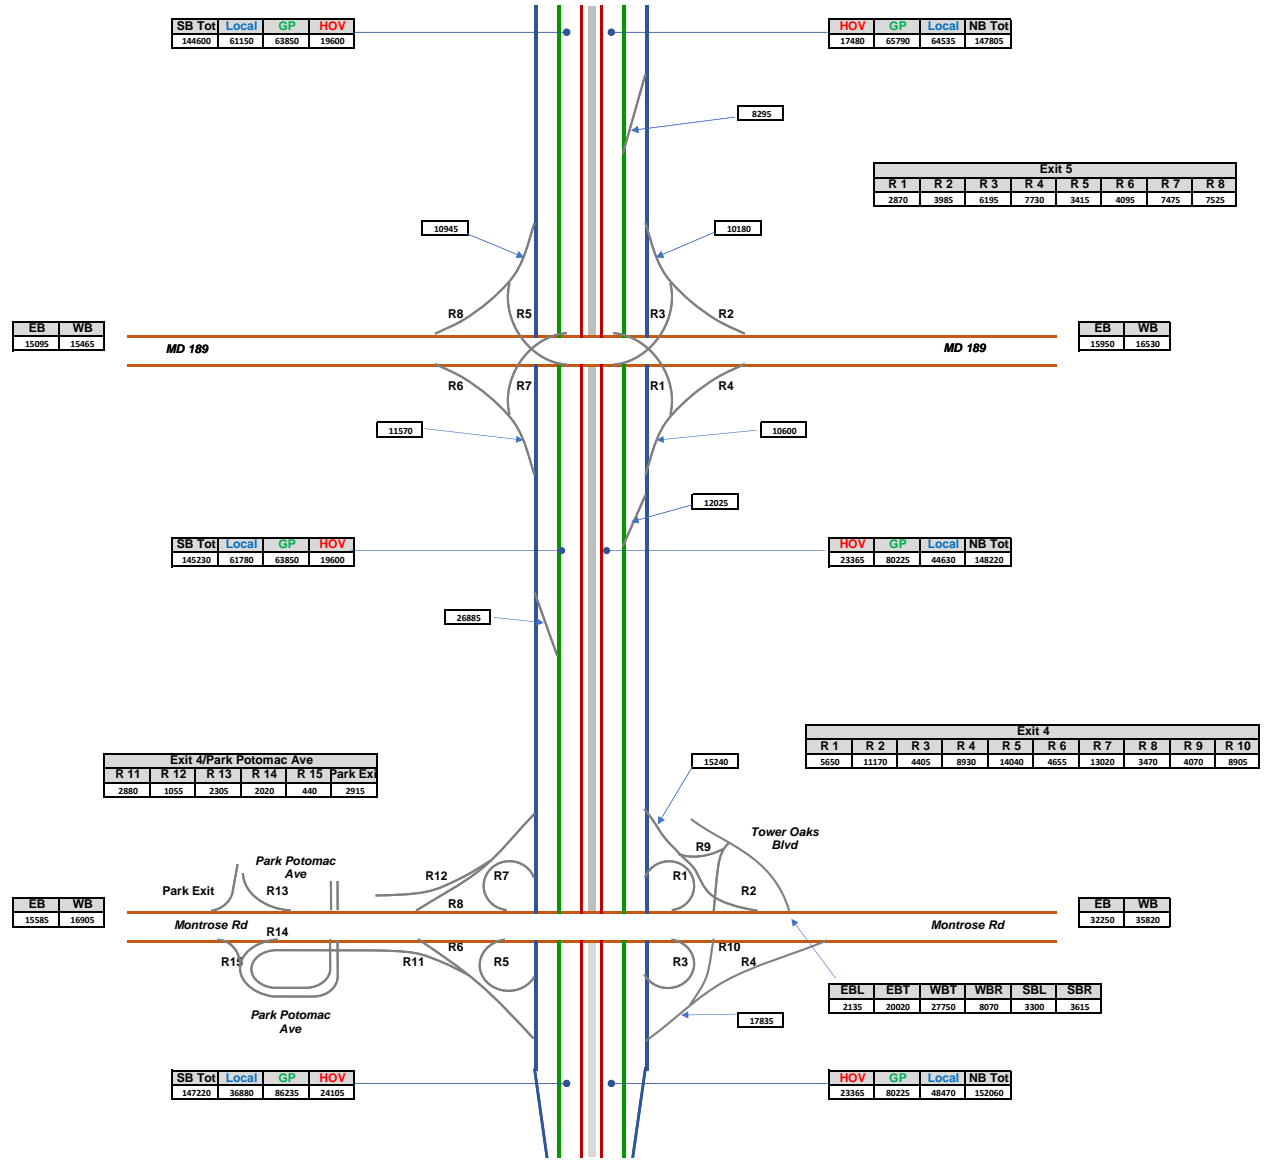 SB Tot Local GP HOV
144600 61150 63850 19600
HOV GP Local NB Tot
17480 65790 64535 147805
8295
Exit 5
R 1 R 2 R 3 R 4 R 5 R 6 R 7 R 8
2870 3985 6195 7730 3415 4095 7475 7525
10945
10180
R8 R5 R3 R2
EB WB
15095 15465
EB WB
15950 16530
MD 189
MD 189
R6 R7 R1 R4
11570
10600
12025
SB Tot Local GP HOV
145230 61780 63850 19600
HOV GP Local NB Tot
23365 80225 44630 148220
26885
Exit 4
R 1 R 2 R 3 R 4 R 5 R 6 R 7 R 8 R 9 R 10
5650 11170 4405 8930 14040 4655 13020 3470 4070 8905
Exit 4/Park Potomac Ave
R 11 R 12 R 13 R 14 R 15 Park Exi
2880 1055 2305 2020 440 2915
15240
Tower Oaks
Blvd
R9
Park Potomac
Ave
R12 R7 R1
Park Exit R13 R8 R2
EB WB
15585 16905
EB WB
32250 35820
Montrose Rd
Montrose Rd
R14
R6 R10
R15 R11 R5 R3 R4
EBL EBT WBT WBR SBL SBR
2135 20020 27750 8070 3300 3615
Park Potomac
Ave
17835
SB Tot Local GP HOV
147220 36880 86235 24105
HOV GP Local NB Tot
23365 80225 48470 152060